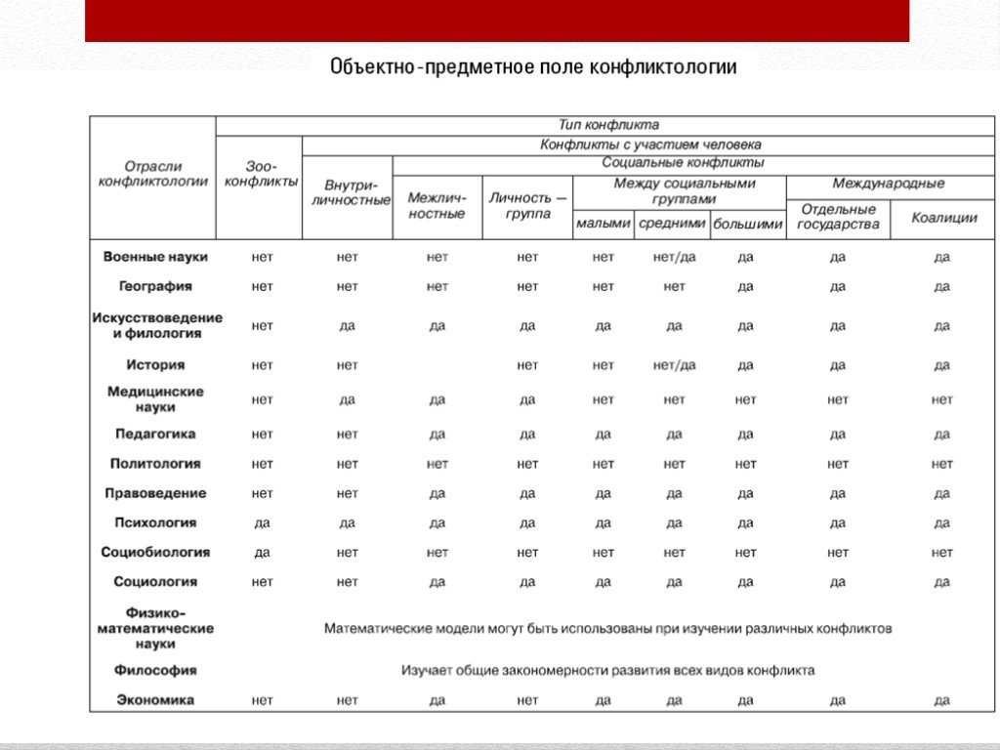 Объектно-предметное поле конфликтологии
Отрасли
конфликтологии
Тип конфликта
Зоо-
конфликты
Конфликты с участием человека
Внутри-
личностные
Социальные конфликты
Межлич-
ностные
Личность —
группа
Между социальными
группами
малыми средними большими
Международные
Отдельные
государства
Коалиции
Военные науки нет нет нет нет нет нет/да да да да
География нет нет нет нет нет нет да да да
Искусствоведение
и филология нет да да да да да да да да
История нет нет нет нет нет/да да да да
Медицинские
науки нет да да да нет нет нет нет нет
Педагогика нет нет да да да да да да да
Политология нет нет нет нет нет нет нет нет нет
Правоведение нет нет да да да да да да да
Психология да да да да да да да да да
Социобиология да нет нет нет нет нет нет нет нет
Социология нет нет да да да да да да да
Физико-
математические
науки
Математические модели могут быть использованы при изучении различных конфликтов
Философия Изучает общие закономерности развития всех видов конфликта
Экономика нет нет да нет да да да да да